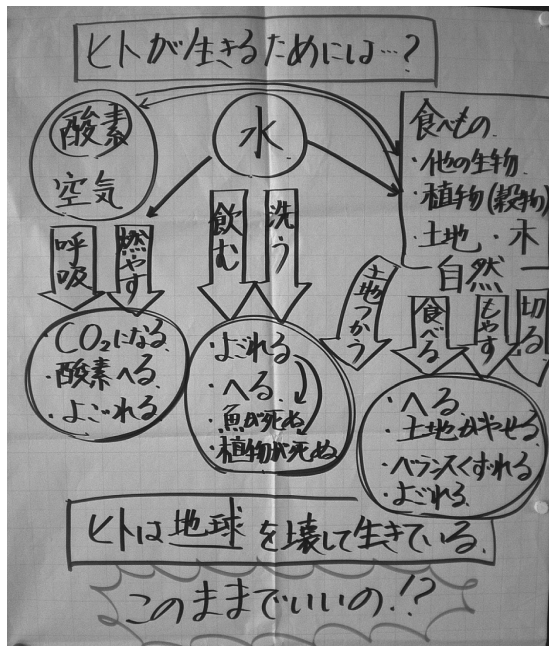 ヒトが生きるためには…?
酸素
空気
水
食べもの
・他の生物
・植物(穀物)
・土地・木
自然
呼吸
燃やす
飲む
洗う
土地つかう
食べる
もやす
切る
CO₂になる
・酸素へる
・よごれる
・よごれる
・へる
・魚が死ぬ
・植物が死ぬ
・へる
・土地がやせる
・バランスくずれる
・よごれる
ヒトは地球を壊して生きている。
このままでいいの!?